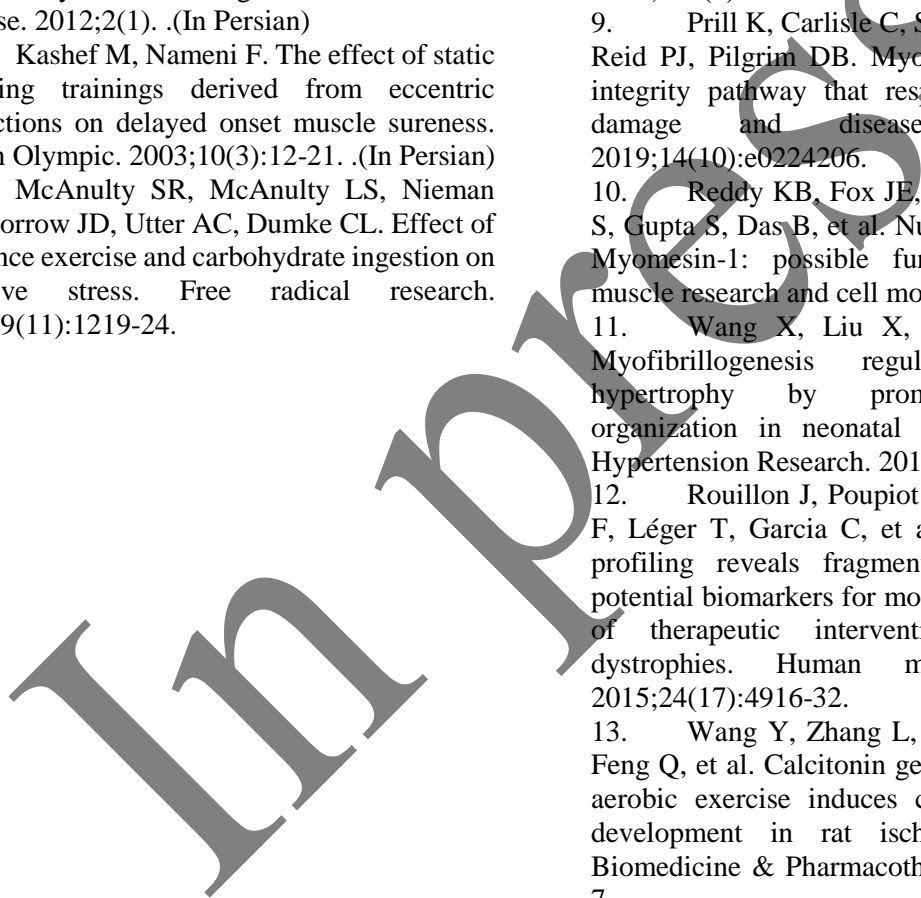 se. 2012;2(1). .(In Persian)
Kashef M, Nameni F. The effect of static
ing trainings derived from eccentric
ctions on delayed onset muscle sureness.
n Olympic. 2003;10(3):12-21. .(In Persian)
McAnulty SR, McAnulty LS, Nieman
orrow JD, Utter AC, Dumke CL. Effect of
nce exercise and carbohydrate ingestion on
ve stress. Free radical research.
9(11):1219-24.
9. Prill K, Carlisle C, S
Reid PJ, Pilgrim DB. Myo
integrity pathway that res
damage and disease
2019;14(10):e0224206.
10. Reddy KB, Fox JE,
S, Gupta S, Das B, et al. Nu
Myomesin-1: possible fun
muscle research and cell mo
11. Wang X, Liu X,
Myofibrillogenesis regul
hypertrophy by prom
organization in neonatal
Hypertension Research. 201
12. Rouillon J, Poupiot
F, Léger T, Garcia C, et a
profiling reveals fragment
potential biomarkers for mo
of therapeutic interventi
dystrophies. Human m
2015;24(17):4916-32.
13. Wang Y, Zhang L,
Feng Q, et al. Calcitonin ge
aerobic exercise induces c
development in rat isch
Biomedicine & Pharmacoth
In press